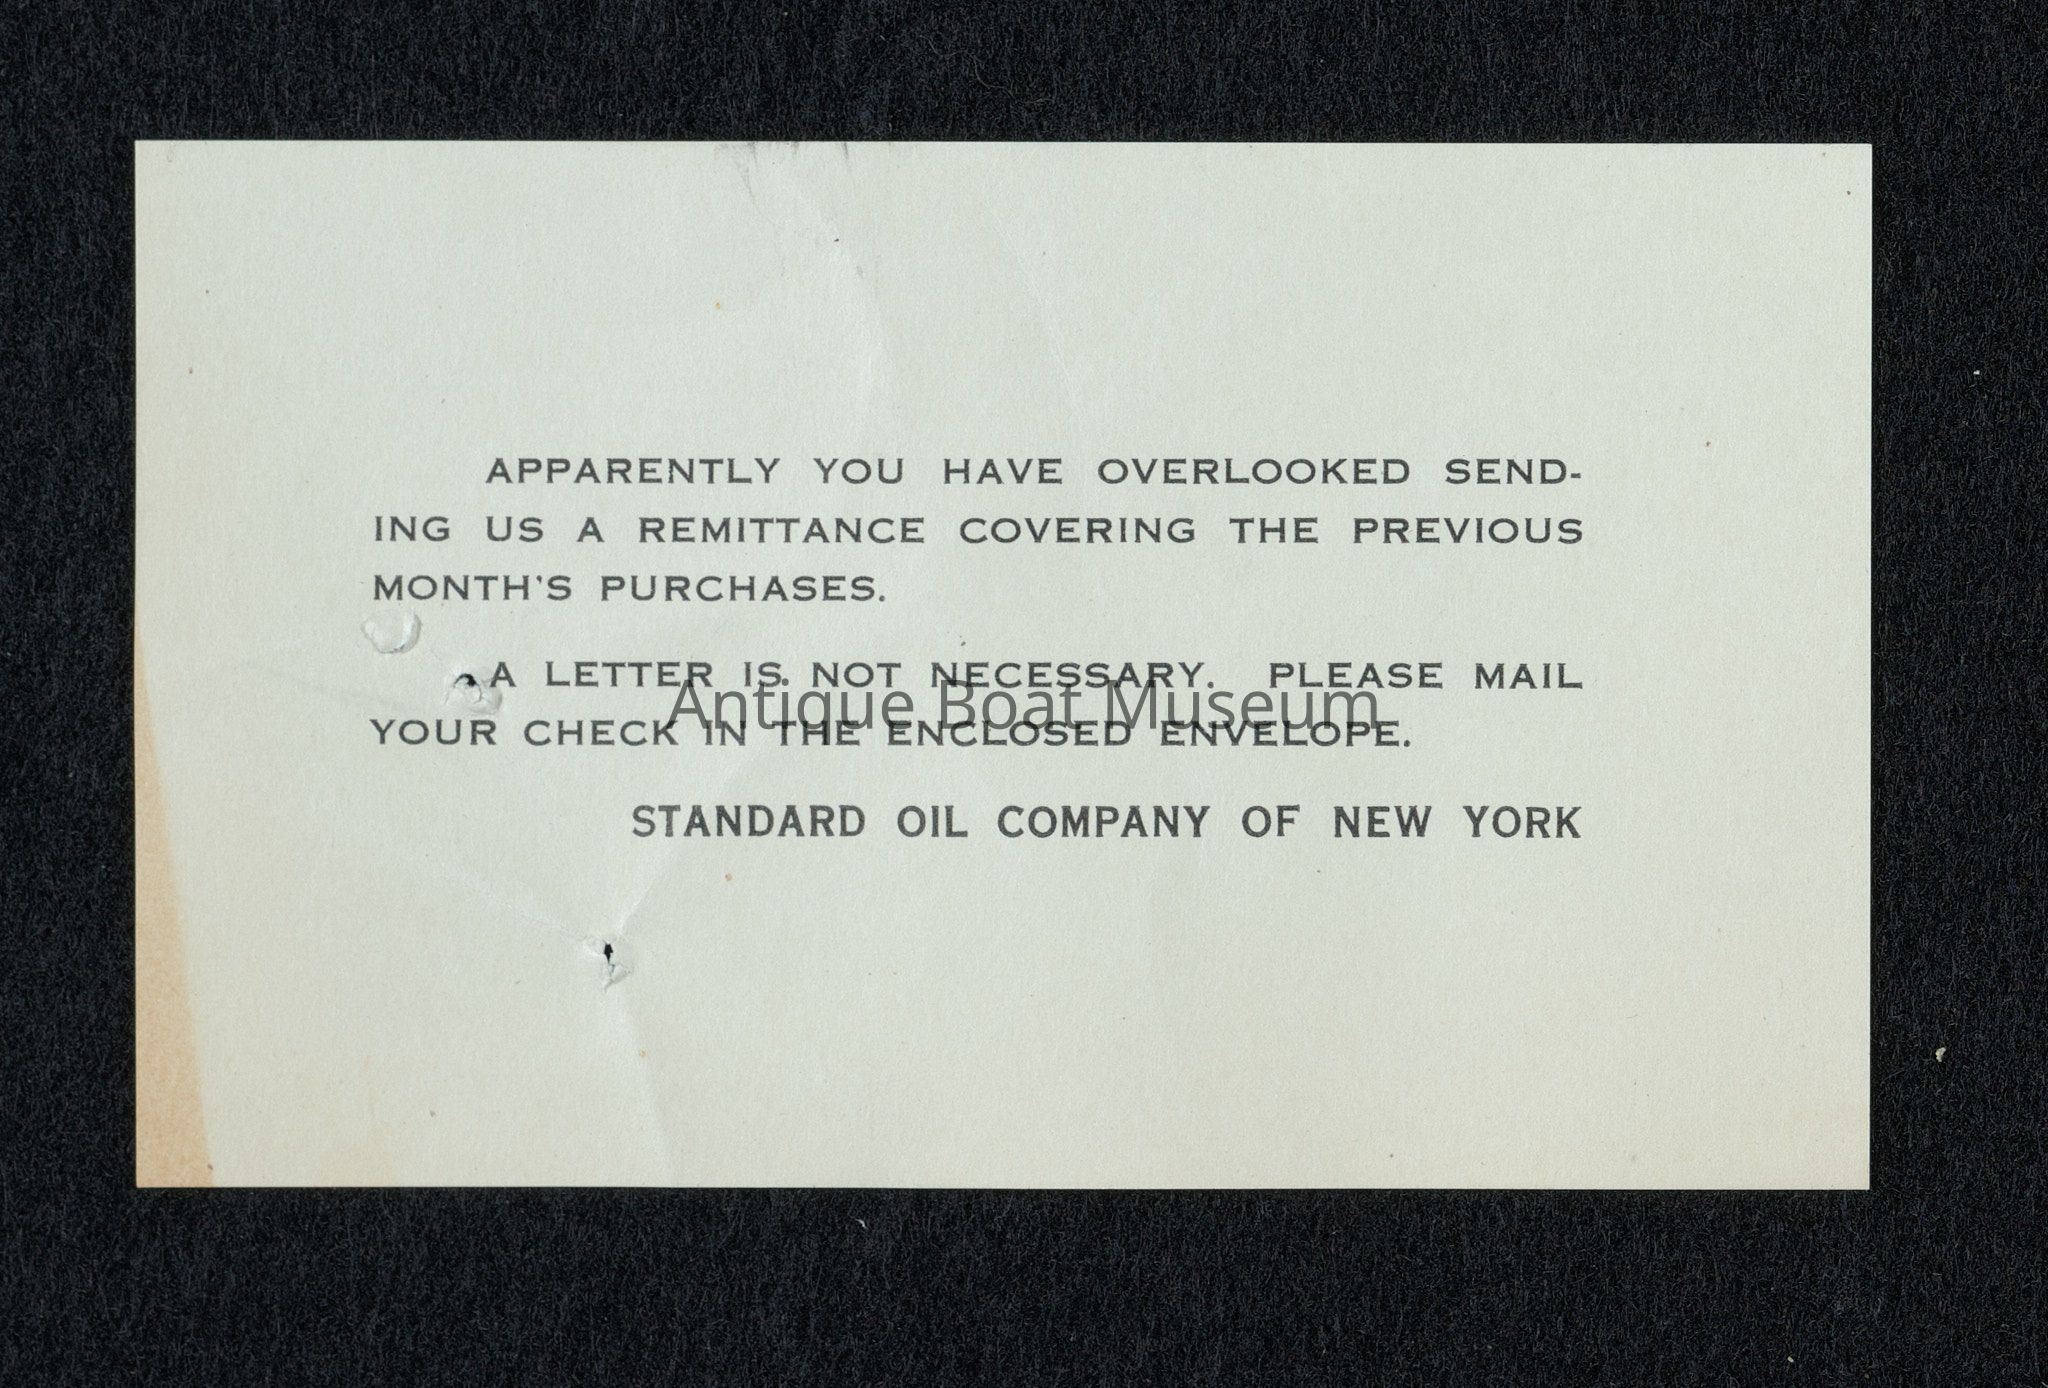 APPARENTLY YOU HAVE OVERLOOKED SEND-
ING US A REMITTANCE COVERING THE PREVIOUS
MONTH'S PURCHASES.
A LETTER IS NOT NECESSARY. PLEASE MAIL
Antique Boat Museum
YOUR CHECK IN THE ENCLOSED ENVELOPE.
STANDARD OIL COMPANY OF NEW YORK